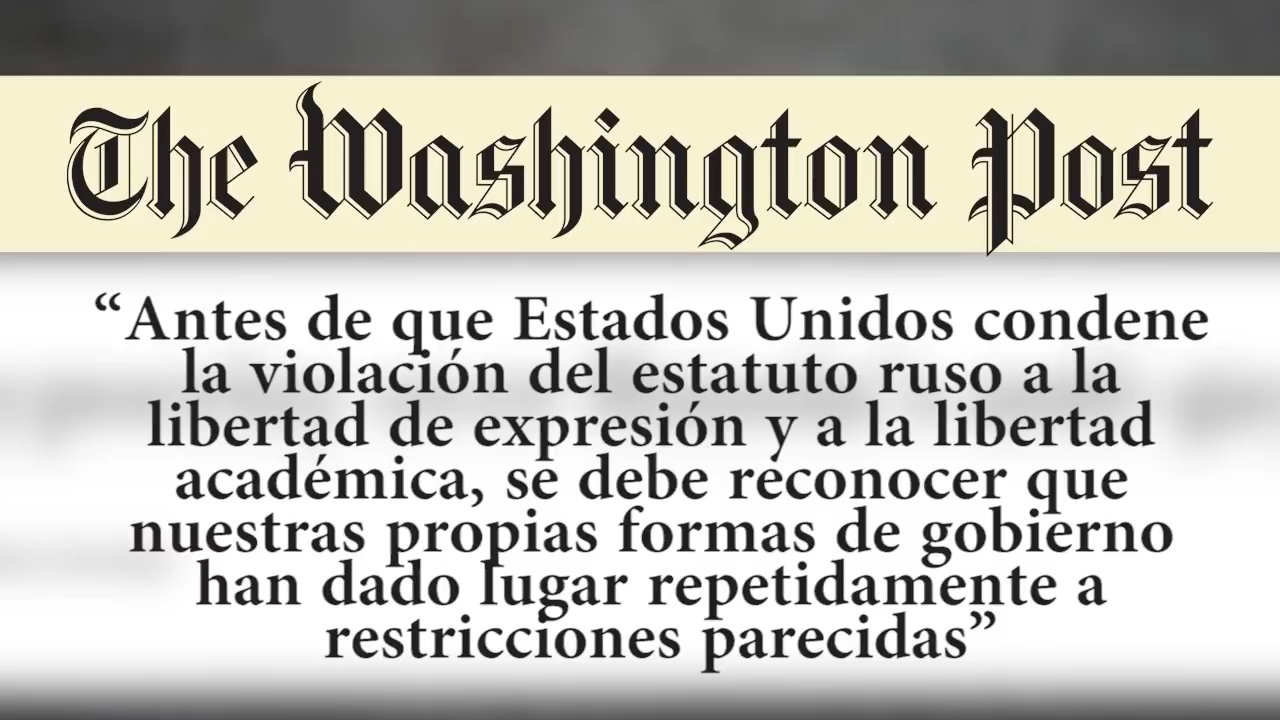 The Washington Post
“Antes de que Estados Unidos condene
la violación del estatuto ruso a la
libertad de expresión y a la libertad
académica, se debe reconocer que
nuestras propias formas de gobierno
han dado lugar repetidamente a
restricciones parecidas”